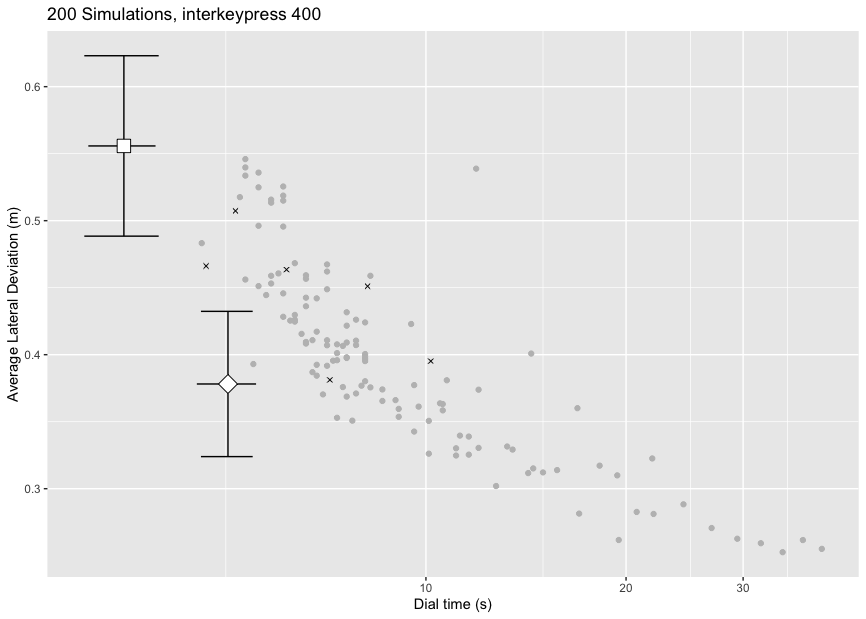 200 Simulations, interkeypress 400
Average Lateral Deviation (m)
0.6
0.5
0.4
0.3
10 20 30
Dial time (s)